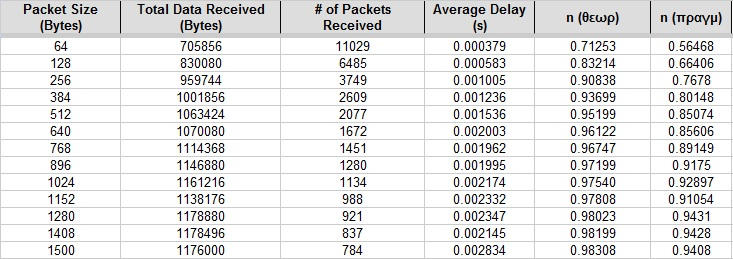 Packet Size (Bytes) Total Data Received (Bytes) # of Packets Received Average Delay (s) n (θεωρ) n (πραγμ)
64 705856 11029 0.000379 0.71253 0.56468
128 830080 6485 0.000583 0.83214 0.66406
256 959744 3749 0.001005 0.90838 0.7678
384 1001856 2609 0.001236 0.93699 0.80148
512 1063424 2077 0.001536 0.95199 0.85074
640 1070080 1672 0.002003 0.96122 0.85606
768 1114368 1451 0.001962 0.96747 0.89149
896 1146880 1280 0.001995 0.97199 0.9175
1024 1161216 1134 0.002174 0.97540 0.92897
1152 1138176 988 0.002332 0.97808 0.91054
1280 1178880 921 0.002347 0.98023 0.9431
1408 1178496 837 0.002145 0.98199 0.9428
1500 1176000 784 0.002834 0.98308 0.9408